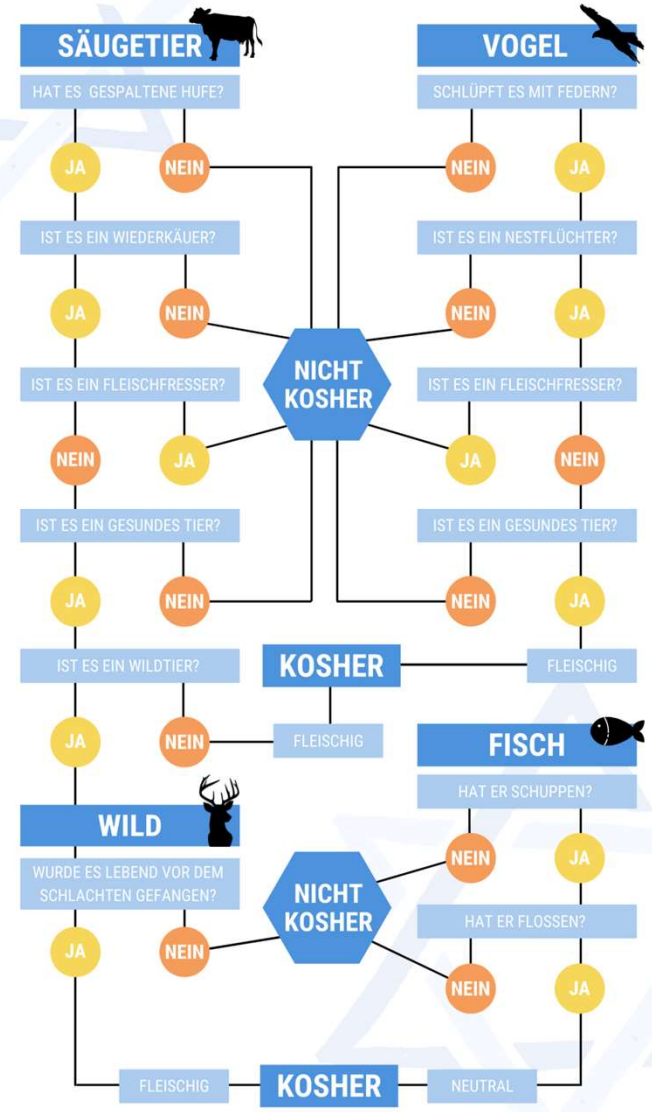 SÄUGETIER
HAT ES GESPALTENE HUFE?
JA
NEIN
IST ES EIN WIEDERKÄUER?
JA
NEIN
IST ES EIN FLEISCHFRESSER?
NEIN
JA
IST ES EIN GESUNDES TIER?
JA
NEIN
IST ES EIN WILDTIER?
JA
NEIN
FLEISCHIG
VOGEL
SCHLÜPFT ES MIT FEDERN?
NEIN
JA
IST ES EIN NESTFLÜCHTER?
NEIN
JA
IST ES EIN FLEISCHFRESSER?
JA
NEIN
IST ES EIN GESUNDES TIER?
NEIN
JA
FLEISCHIG
NICHT
KOSHER
KOSHER
WILD
WURDE ES LEBEND VOR DEM
SCHLACHTEN GEFANGEN?
JA
NEIN
FISCH
HAT ER SCHUPPEN?
NEIN
JA
HAT ER FLOSSEN?
NEIN
JA
NICHT
KOSHER
FLEISCHIG
KOSHER
NEUTRAL